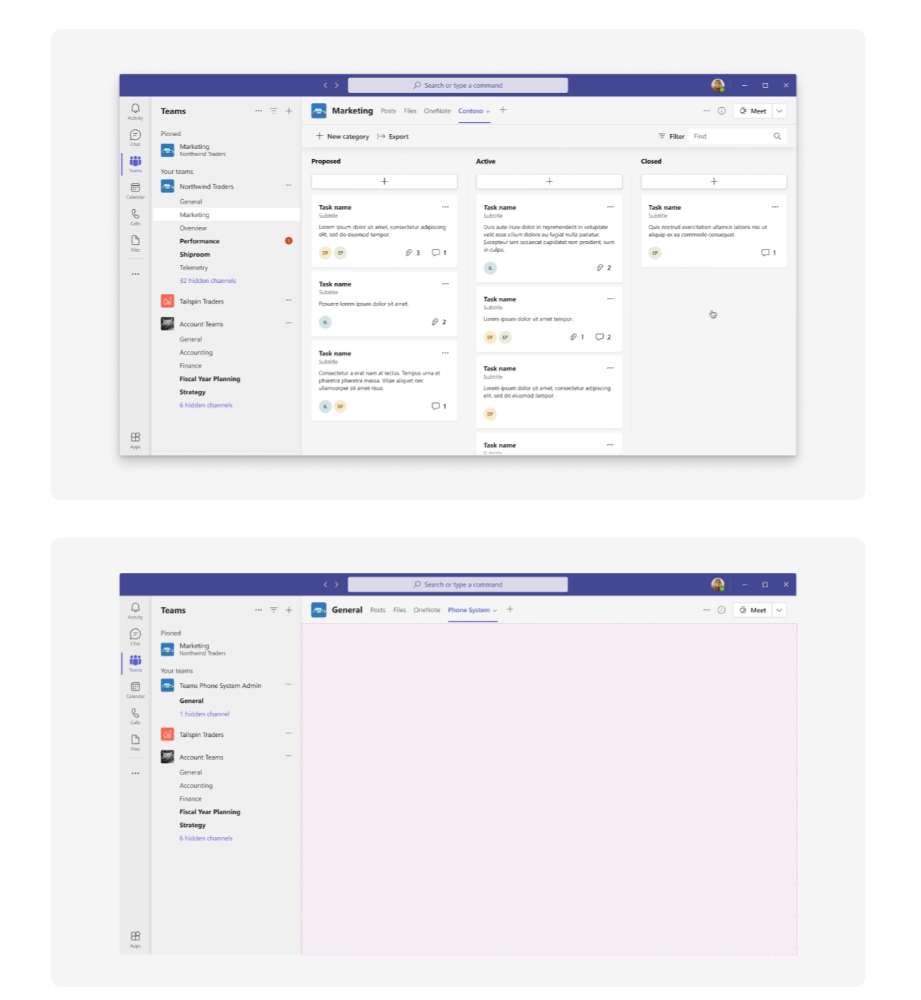 Search or type a command
Activity
Chat
Teams
Calendar
Calls
Files
Apps
Teams
Pinned
Marketing
Northwind Traders
Your teams
Northwind Traders
General
Marketing
Overview
Performance
Shiproom
Telemetry
32 hidden channels
Tailspin Traders
Account Teams
General
Accounting
Finance
Fiscal Year Planning
Strategy
6 hidden channels
Marketing Posts Files OneNote Contoso
Meet
New category Export
Filter Find
Proposed
Task name
Subtitle
Lorem ipsum dolor sit amet, consectetur adipiscing
elit, sed do eiusmod tempor.
DF EP 3 1
Task name
Subtitle
Posuere lorem ipsum dolor sit amet.
IL 2
Task name
Subtitle
Consectetur a erat nam at lectus. Tempus urna et
pharetra pharetra massa. Vitae aliquet nec
ullamcorper sit amet risus.
IL DF 1
Active
Task name
Subtitle
Duis aute irure dolor in reprehenderit in voluptate
velit esse cillum dolore eu fugiat nulla pariatur.
Excepteur sint occaecat cupidatat non proident, sunt
in culpa.
IL 2
Task name
Subtitle
Lorem ipsum dolor sit amet tempor.
DF EP 1 2
Task name
Subtitle
Lorem ipsum dolor sit amet, consectetur adipiscing
elit, sed do eiusmod tempor.
DF
Task name
Subtitle
Closed
Task name
Subtitle
Quis nostrud exercitation ullamco laboris nisi ut
aliquip ex ea commodo consequat.
EP 1
Search or type a command
Activity
Chat
Teams
Calendar
Calls
Files
Apps
Teams
Pinned
Marketing
Northwind Traders
Your teams
Teams Phone System Admin
General
1 hidden channel
Tailspin Traders
Account Teams
General
Accounting
Finance
Fiscal Year Planning
Strategy
6 hidden channels
General Posts Files OneNote Phone System
Meet